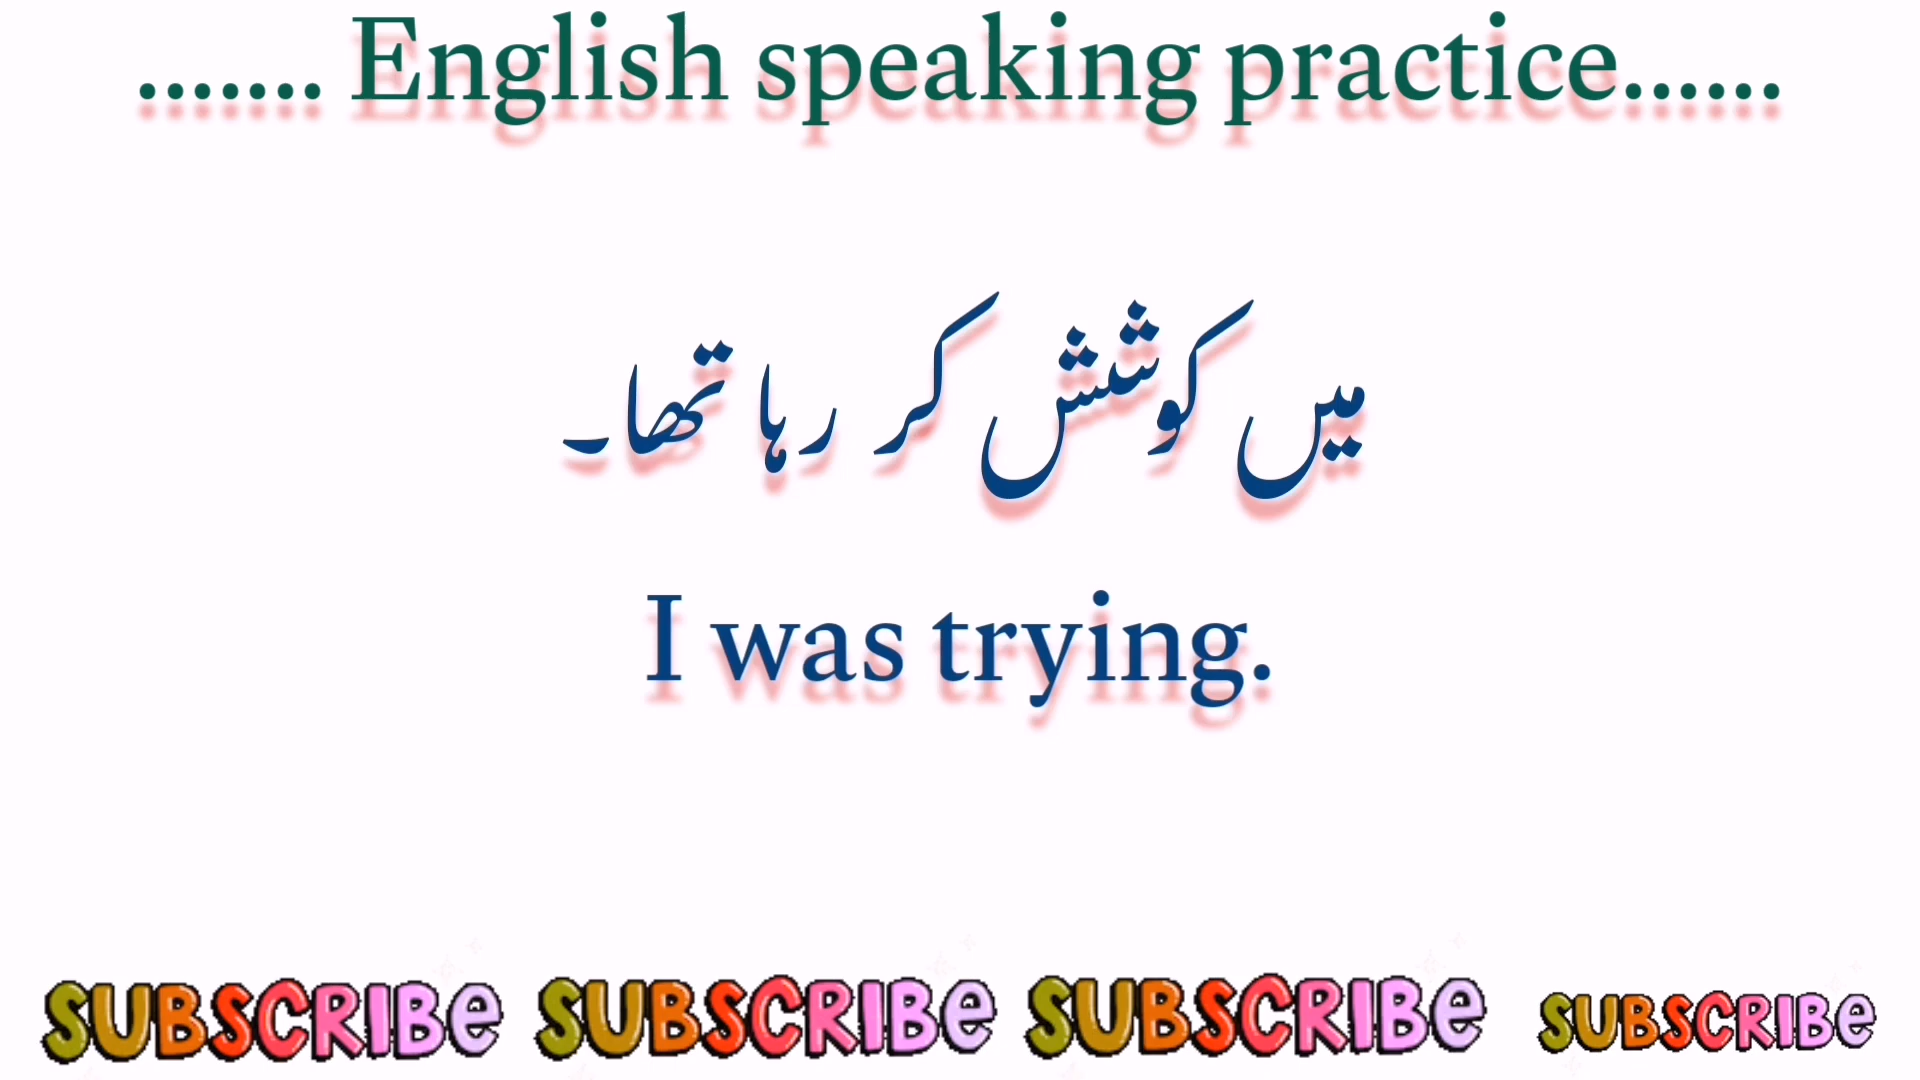 ....... English speaking practice......
میں کوشش کر رہا تھا۔
I was trying.
SUBSCRIBE SUBSCRIBE SUBSCRIBE SUBSCRIBE